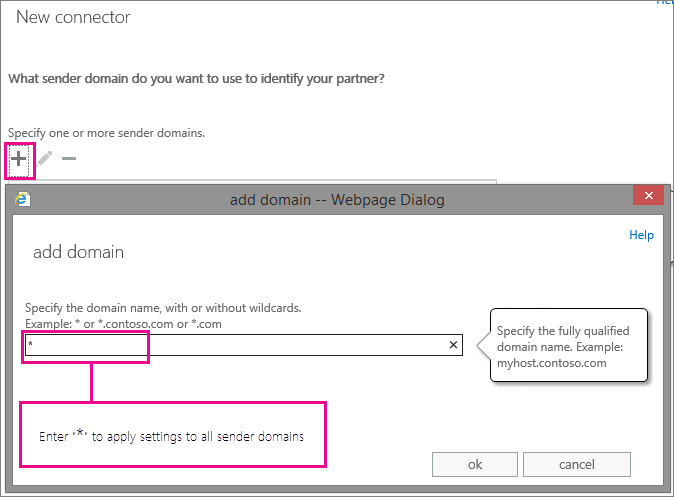 New connector
What sender domain do you want to use to identify your partner?
Specify one or more sender domains.
add domain -- Webpage Dialog
Help
add domain
Specify the domain name, with or without wildcards.
Example: * or *.contoso.com or *.com
*
Specify the fully qualified
domain name. Example:
myhost.contoso.com
Enter '*' to apply settings to all sender domains
ok
cancel